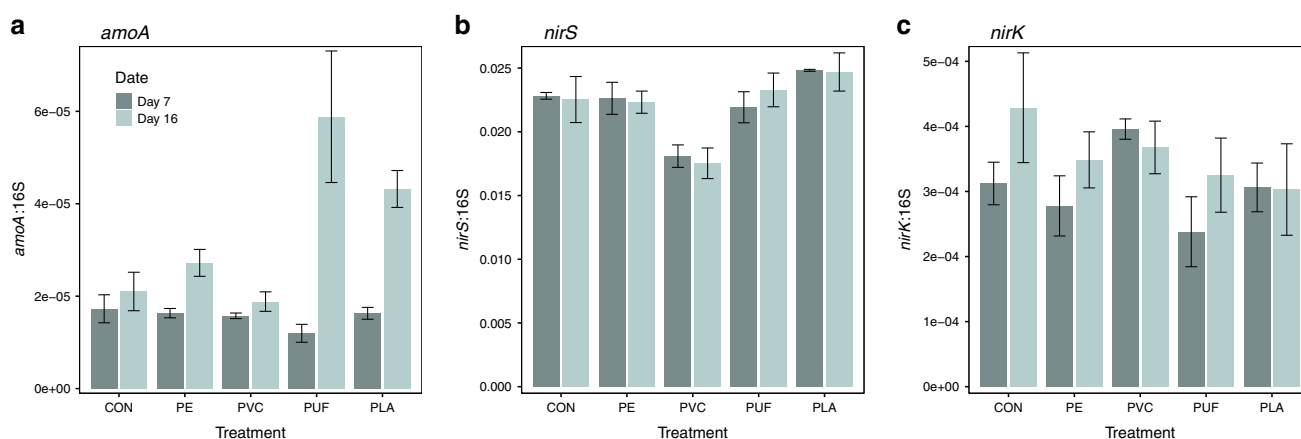 a
amoA
Date
Day 7
Day 16
6e−05
4e−05
2e−05
0e+00
amoA:16S
CON PE PVC PUF PLA
Treatment
b
nirS
0.025
0.020
0.015
0.010
0.005
0.000
nirS:16S
CON PE PVC PUF PLA
Treatment
c
nirK
5e−04
4e−04
3e−04
2e−04
1e−04
0e+00
nirK:16S
CON PE PVC PUF PLA
Treatment